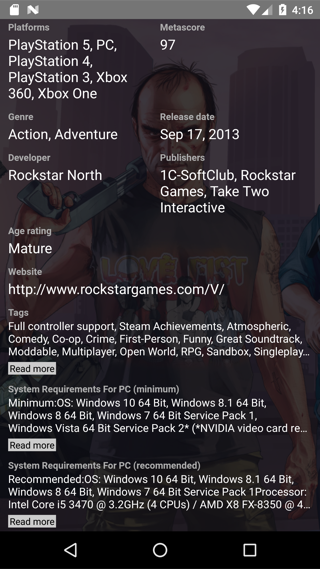 4:16
Platforms
PlayStation 5, PC,
PlayStation 4,
PlayStation 3, Xbox
360, Xbox One
Metascore
97
Genre
Action, Adventure
Release date
Sep 17, 2013
Developer
Rockstar North
Publishers
1C-SoftClub, Rockstar
Games, Take Two
Interactive
Age rating
Mature
Website
http://www.rockstargames.com/V/
Tags
Full controller support, Steam Achievements, Atmospheric,
Comedy, Co-op, Crime, First-Person, Funny, Great Soundtrack,
Moddable, Multiplayer, Open World, RPG, Sandbox, Singleplay…
Read more
System Requirements For PC (minimum)
Minimum:OS: Windows 10 64 Bit, Windows 8.1 64 Bit,
Windows 8 64 Bit, Windows 7 64 Bit Service Pack 1,
Windows Vista 64 Bit Service Pack 2* (*NVIDIA video card re…
Read more
System Requirements For PC (recommended)
Recommended:OS: Windows 10 64 Bit, Windows 8.1 64 Bit,
Windows 8 64 Bit, Windows 7 64 Bit Service Pack 1Processor:
Intel Core i5 3470 @ 3.2GHz (4 CPUs) / AMD X8 FX-8350 @ 4…
Read more